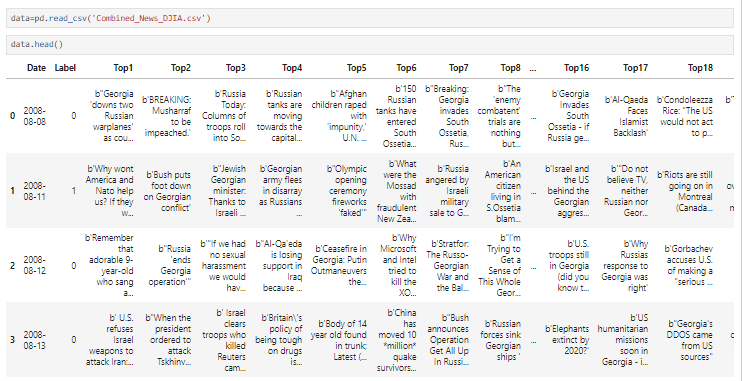 data=pd.read_csv('Combined_News_DJIA.csv')
data.head()
Date Label Top1 Top2 Top3 Top4 Top5 Top6 Top7 Top8 ... Top16 Top17 Top18
0 2008-08-08 0 b"Georgia 'downs two Russian warplanes' as cou... b'BREAKING: Musharraf to be impeached.' b'Russia Today: Columns of troops roll into So... b'Russian tanks are moving towards the capital... b"Afghan children raped with 'impunity,' U.N. ... b'150 Russian tanks have entered South Ossetia... b"Breaking: Georgia invades South Ossetia, Rus... b"The 'enemy combatent' trials are nothing but... ... b'Georgia Invades South Ossetia - if Russia ge... b'Al-Qaeda Faces Islamist Backlash' b'Condoleezza Rice: "The US would not act to p...
1 2008-08-11 1 b'Why wont America and Nato help us? If they w... b'Bush puts foot down on Georgian conflict' b"Jewish Georgian minister: Thanks to Israeli ... b'Georgian army flees in disarray as Russians ... b"Olympic opening ceremony fireworks 'faked'" b'What were the Mossad with fraudulent New Zea... b'Russia angered by Israeli military sale to G... b'An American citizen living in S.Ossetia blam... ... b'Israel and the US behind the Georgian aggres... b'"Do not believe TV, neither Russian nor Geor... b'Riots are still going on in Montreal (Canada...
2 2008-08-12 0 b'Remember that adorable 9-year-old who sang a... b"Russia 'ends Georgia operation'" b'"If we had no sexual harassment we would hav... b"Al-Qa'eda is losing support in Iraq because ... b'Ceasefire in Georgia: Putin Outmaneuvers the... b'Why Microsoft and Intel tried to kill the XO... b'Stratfor: The Russo-Georgian War and the Bal... b"I'm Trying to Get a Sense of This Whole Geor... ... b'U.S. troops still in Georgia (did you know t... b'Why Russias response to Georgia was right' b'Gorbachev accuses U.S. of making a "serious ...
3 2008-08-13 0 b' U.S. refuses Israel weapons to attack Iran:... b"When the president ordered to attack Tskhinv... b' Israel clears troops who killed Reuters cam... b'Britain\'s policy of being tough on drugs is... b'Body of 14 year old found in trunk; Latest (... b'China has moved 10 *million* quake survivors... b"Bush announces Operation Get All Up In Russi... b'Russian forces sink Georgian ships ' ... b'Elephants extinct by 2020?' b'US humanitarian missions soon in Georgia - i... b"Georgia's DDOS came from US sources"